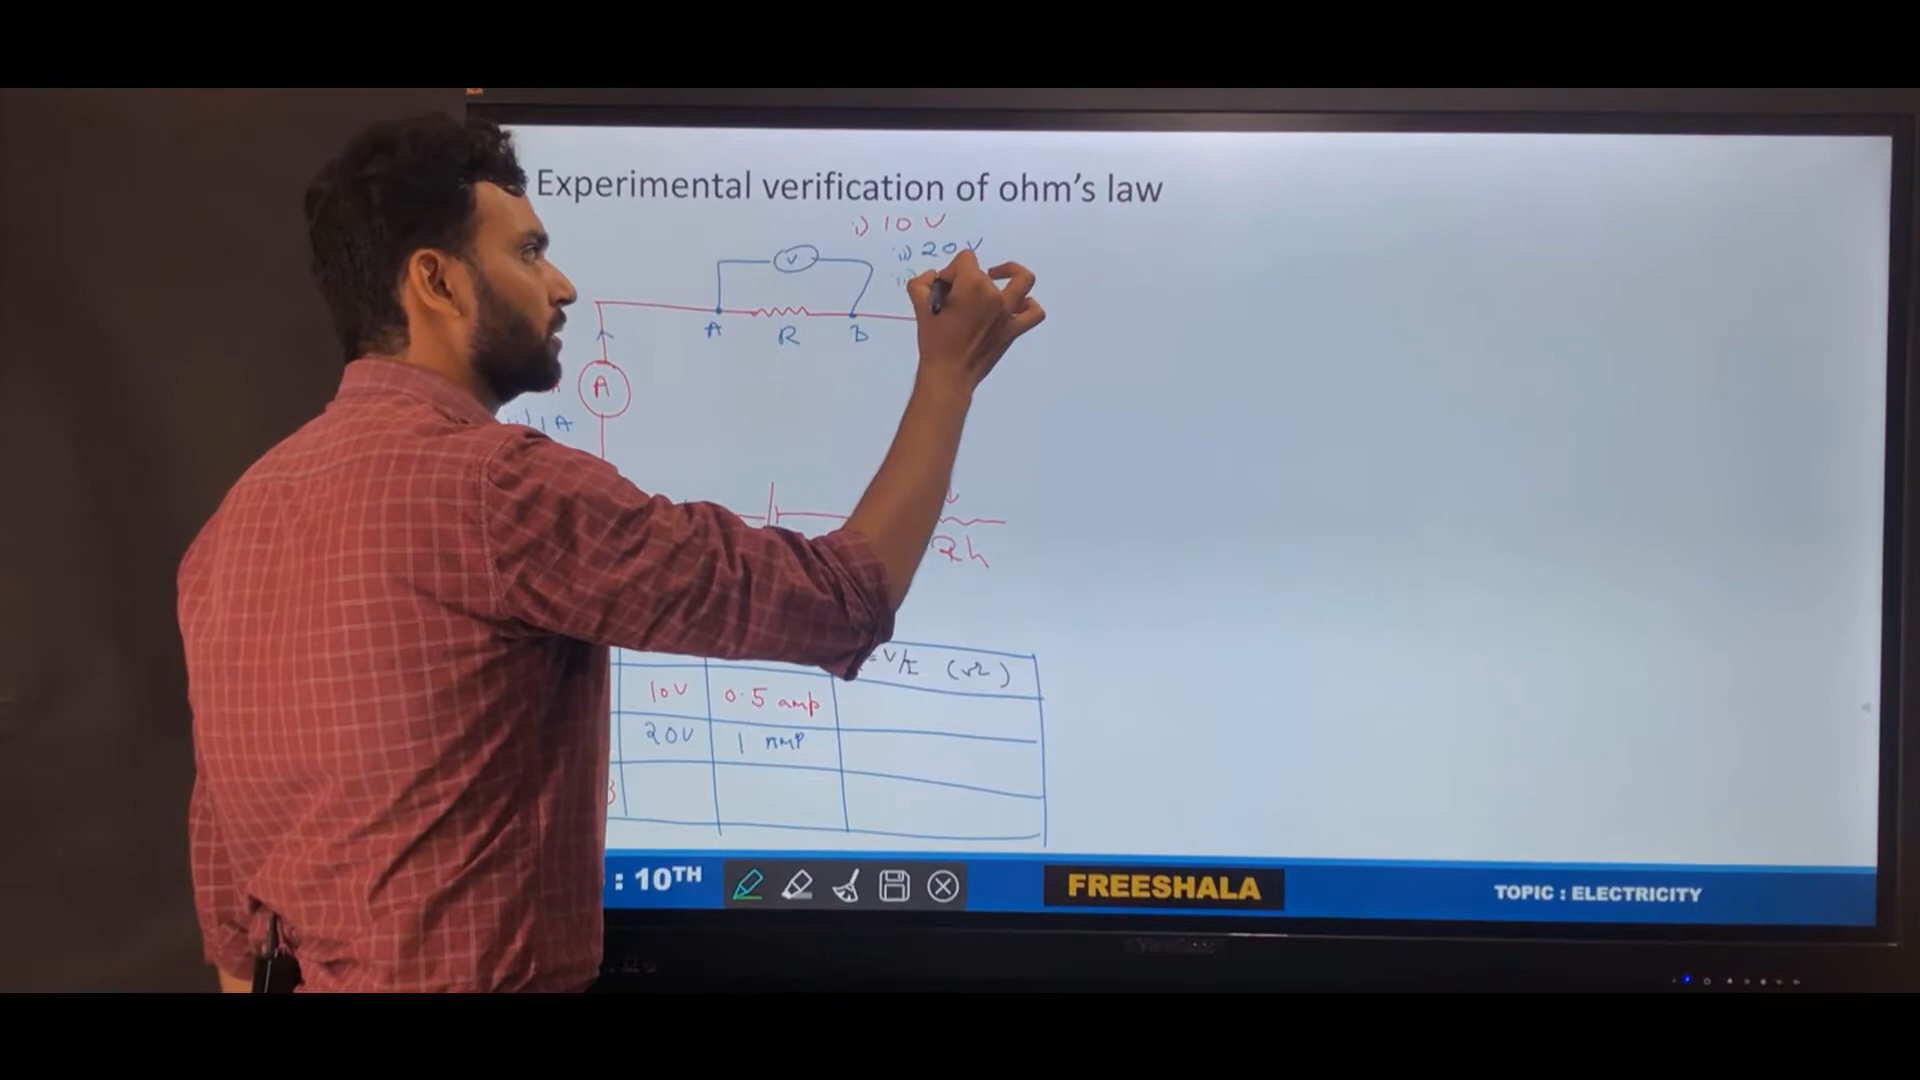 Experimental verification of ohm's law
i) 10 V
ii) 20 V
V
A R B
A
1 A
Rh
V/I (Ω)
10V 0.5 amp
20V 1 AMP
3
: 10TH
FREESHALA
TOPIC : ELECTRICITY